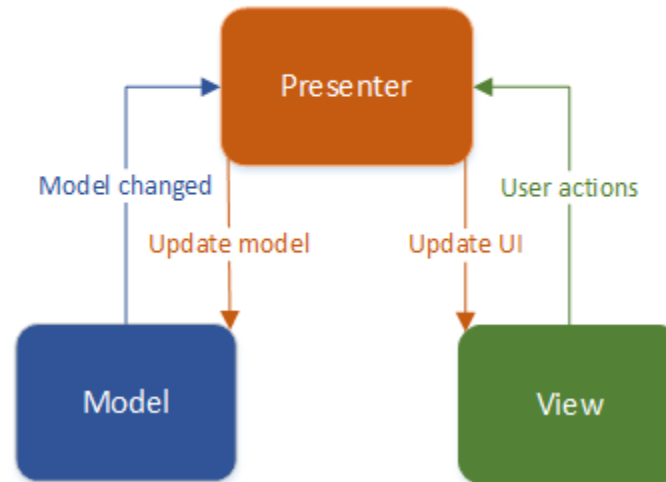 Presenter
Model changed
User actions
Update model
Update UI
Model
View